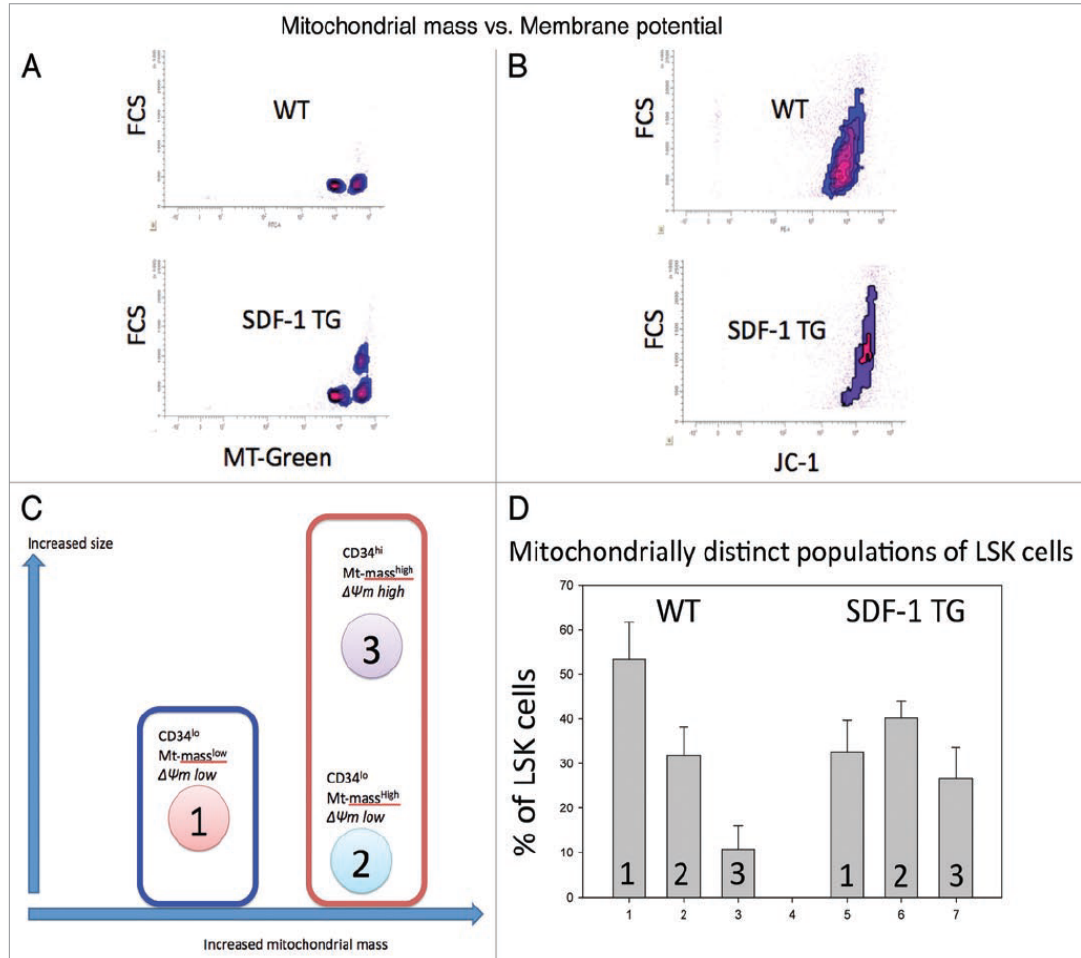 Mitochondrial mass vs. Membrane potential
A
FCS
WT
FITC-A
FCS
SDF-1 TG
MT-Green
B
FCS
WT
PE-A
FCS
SDF-1 TG
JC-1
C
Increased size
CD34hi
Mt-masshigh
ΔΨm high
3
CD34lo
Mt-masslow
ΔΨm low
1
CD34lo
Mt-massHigh
ΔΨm low
2
Increased mitochondrial mass
D
Mitochondrially distinct populations of LSK cells
WT SDF-1 TG
% of LSK cells
70
60
50
40
30
20
10
0
1 2 3 1 2 3
1 2 3 4 5 6 7